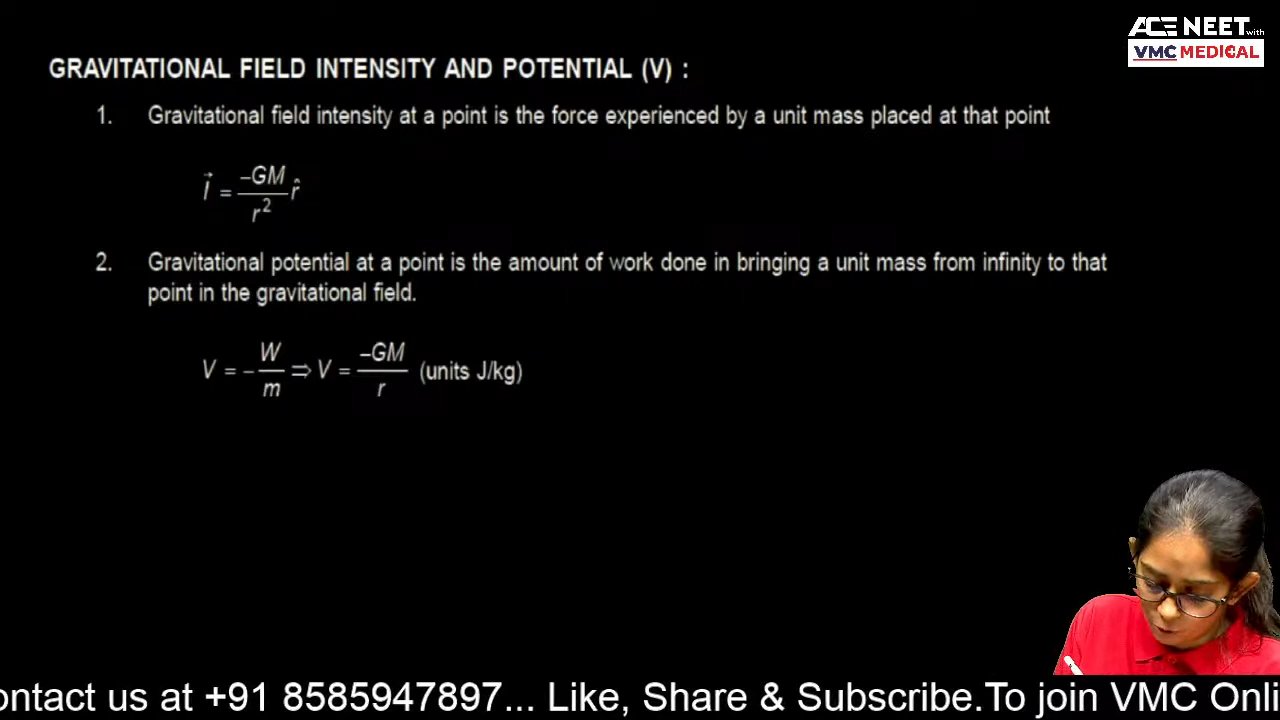 ACE NEET with
VMC MEDICAL
GRAVITATIONAL FIELD INTENSITY AND POTENTIAL (V) :
1. Gravitational field intensity at a point is the force experienced by a unit mass placed at that point
I⃗ = –GM/r² r̂
2. Gravitational potential at a point is the amount of work done in bringing a unit mass from infinity to that
point in the gravitational field.
V = – W/m ⇒ V = –GM/r (units J/kg)
ontact us at +91 8585947897... Like, Share & Subscribe.To join VMC Onli